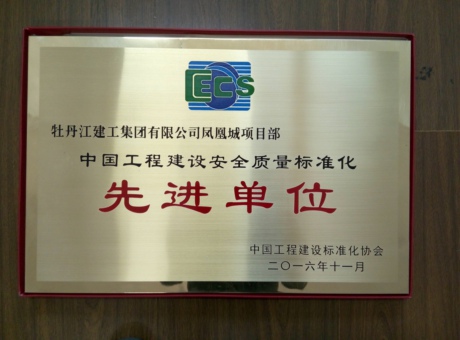 CECS
牡丹江建工集团有限公司凤凰城项目部
中国工程建设安全质量标准化
先进单位
中国工程建设标准化协会
二〇一六年十一月